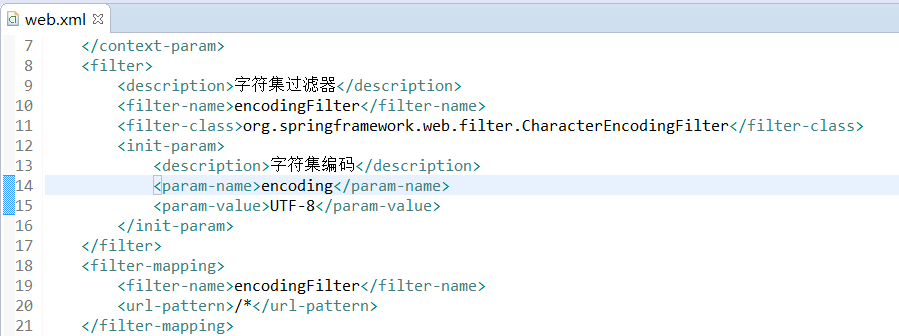 web.xml
7 </context-param>
8 <filter>
9 <description>字符集过滤器</description>
10 <filter-name>encodingFilter</filter-name>
11 <filter-class>org.springframework.web.filter.CharacterEncodingFilter</filter-class>
12 <init-param>
13 <description>字符集编码</description>
14 <param-name>encoding</param-name>
15 <param-value>UTF-8</param-value>
16 </init-param>
17 </filter>
18 <filter-mapping>
19 <filter-name>encodingFilter</filter-name>
20 <url-pattern>/*</url-pattern>
21 </filter-mapping>